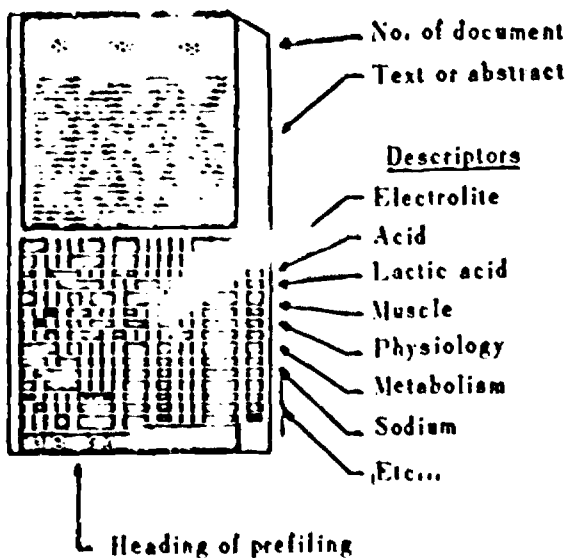 No. of document
Text or abstract
Descriptors
Electrolite
Acid
Lactic acid
Muscle
Physiology
Metabolism
Sodium
Etc...
Heading of prefiling